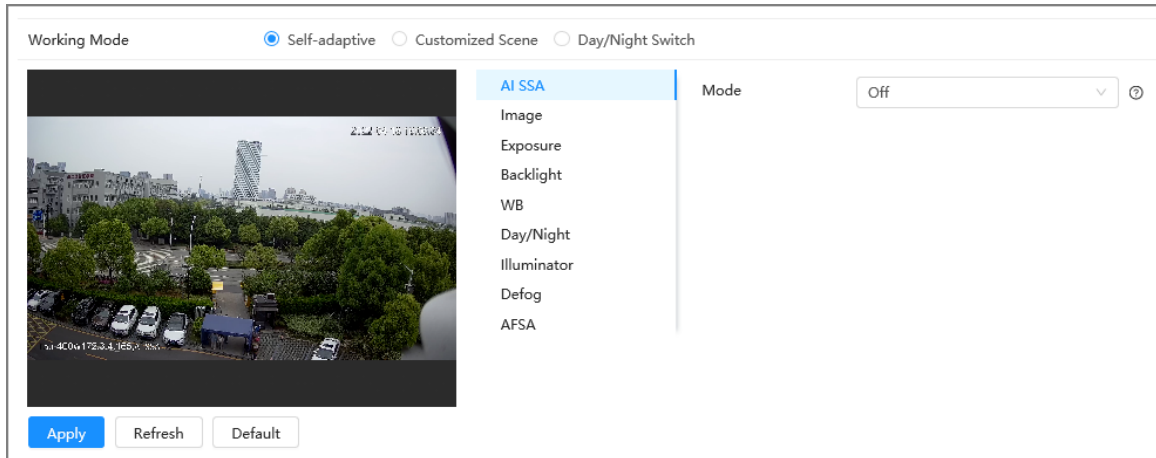 Working Mode
Self-adaptive
Customized Scene
Day/Night Switch
AI SSA
Mode
Off
Image
Exposure
Backlight
WB
Day/Night
Illuminator
Defog
AFSA
Apply
Refresh
Default